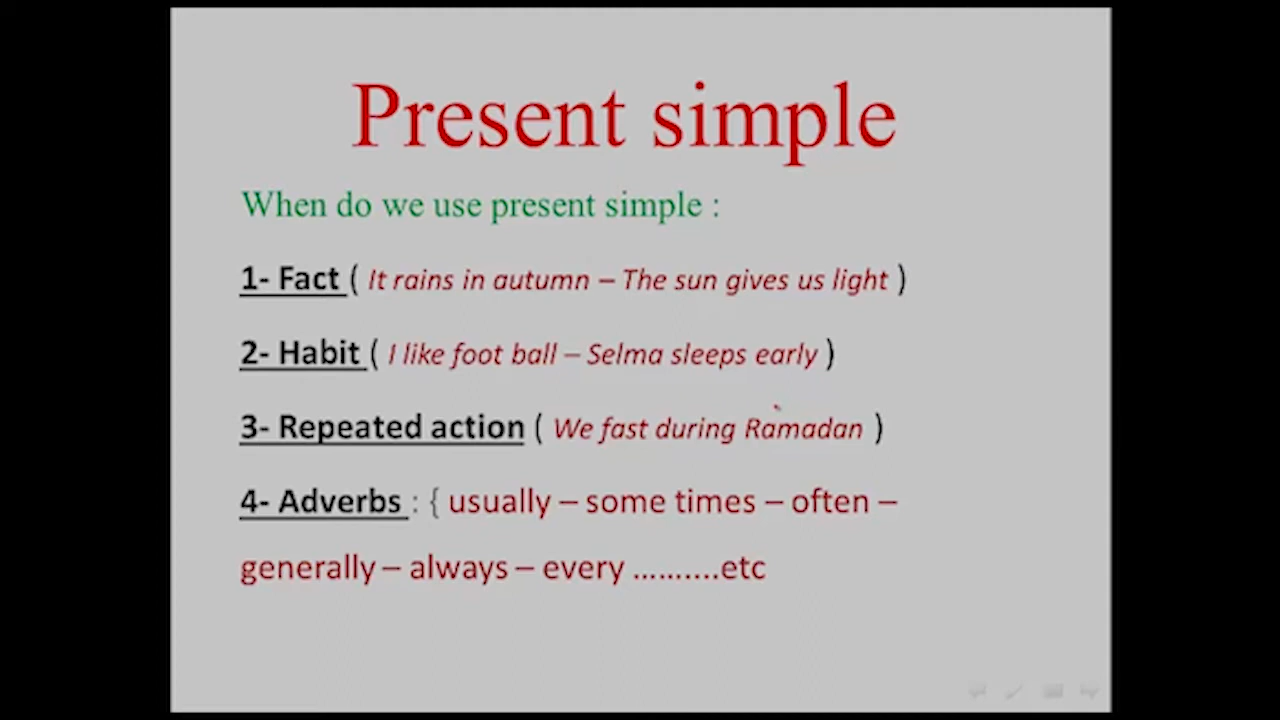 Present simple
When do we use present simple :
1- Fact ( It rains in autumn – The sun gives us light )
2- Habit ( I like foot ball – Selma sleeps early )
3- Repeated action ( We fast during Ramadan )
4- Adverbs : { usually – some times – often –
generally – always – every ……....etc